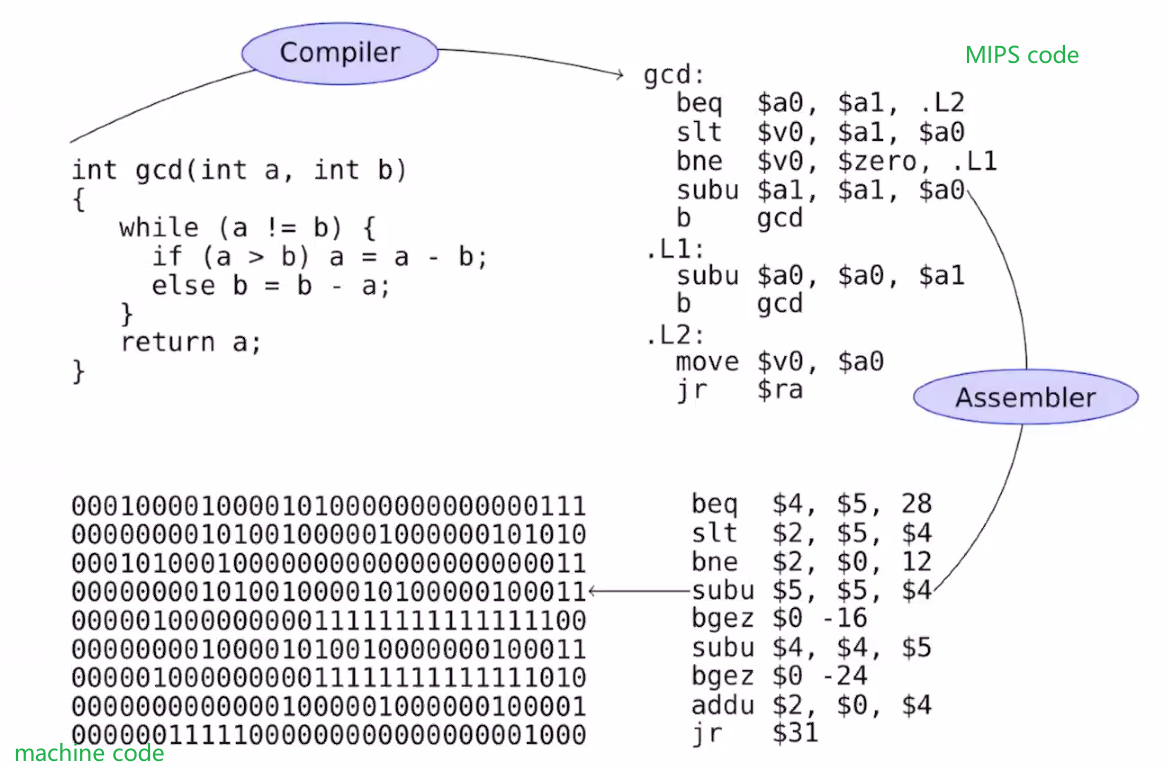 Compiler
int gcd(int a, int b)
{
while (a != b) {
if (a > b) a = a - b;
else b = b - a;
}
return a;
}
MIPS code
gcd:
beq $a0, $a1, .L2
slt $v0, $a1, $a0
bne $v0, $zero, .L1
subu $a1, $a1, $a0
b gcd
.L1:
subu $a0, $a0, $a1
b gcd
.L2:
move $v0, $a0
jr $ra
Assembler
beq $4, $5, 28
slt $2, $5, $4
bne $2, $0, 12
subu $5, $5, $4
bgez $0 -16
subu $4, $4, $5
bgez $0 -24
addu $2, $0, $4
jr $31
00010000100001010000000000000111
00000000101001000001000000101010
00010100010000000000000000000011
00000000101001000010100000100011
00000100000000011111111111111100
00000000100001010010000000100011
00000100000000011111111111111010
00000000000001000001000000100001
00000011111000000000000000001000
machine code